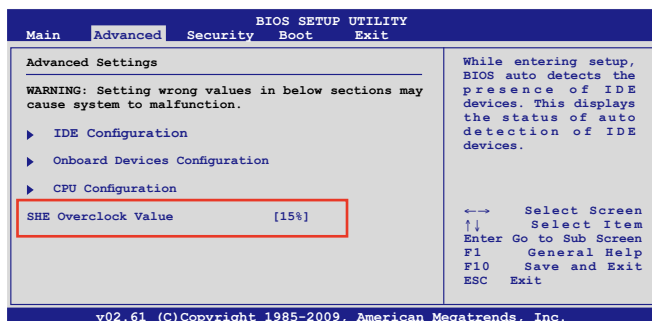 BIOS SETUP UTILITY
Main Advanced Security Boot Exit
Advanced Settings
WARNING: Setting wrong values in below sections may
cause system to malfunction.
IDE Configuration
Onboard Devices Configuration
CPU Configuration
SHE Overclock Value [15%]
While entering setup,
BIOS auto detects the
presence of IDE
devices. This displays
the status of auto
detection of IDE
devices.
←→ Select Screen
↑↓ Select Item
Enter Go to Sub Screen
F1 General Help
F10 Save and Exit
ESC Exit
v02.61 (C)Copyright 1985-2009, American Megatrends, Inc.